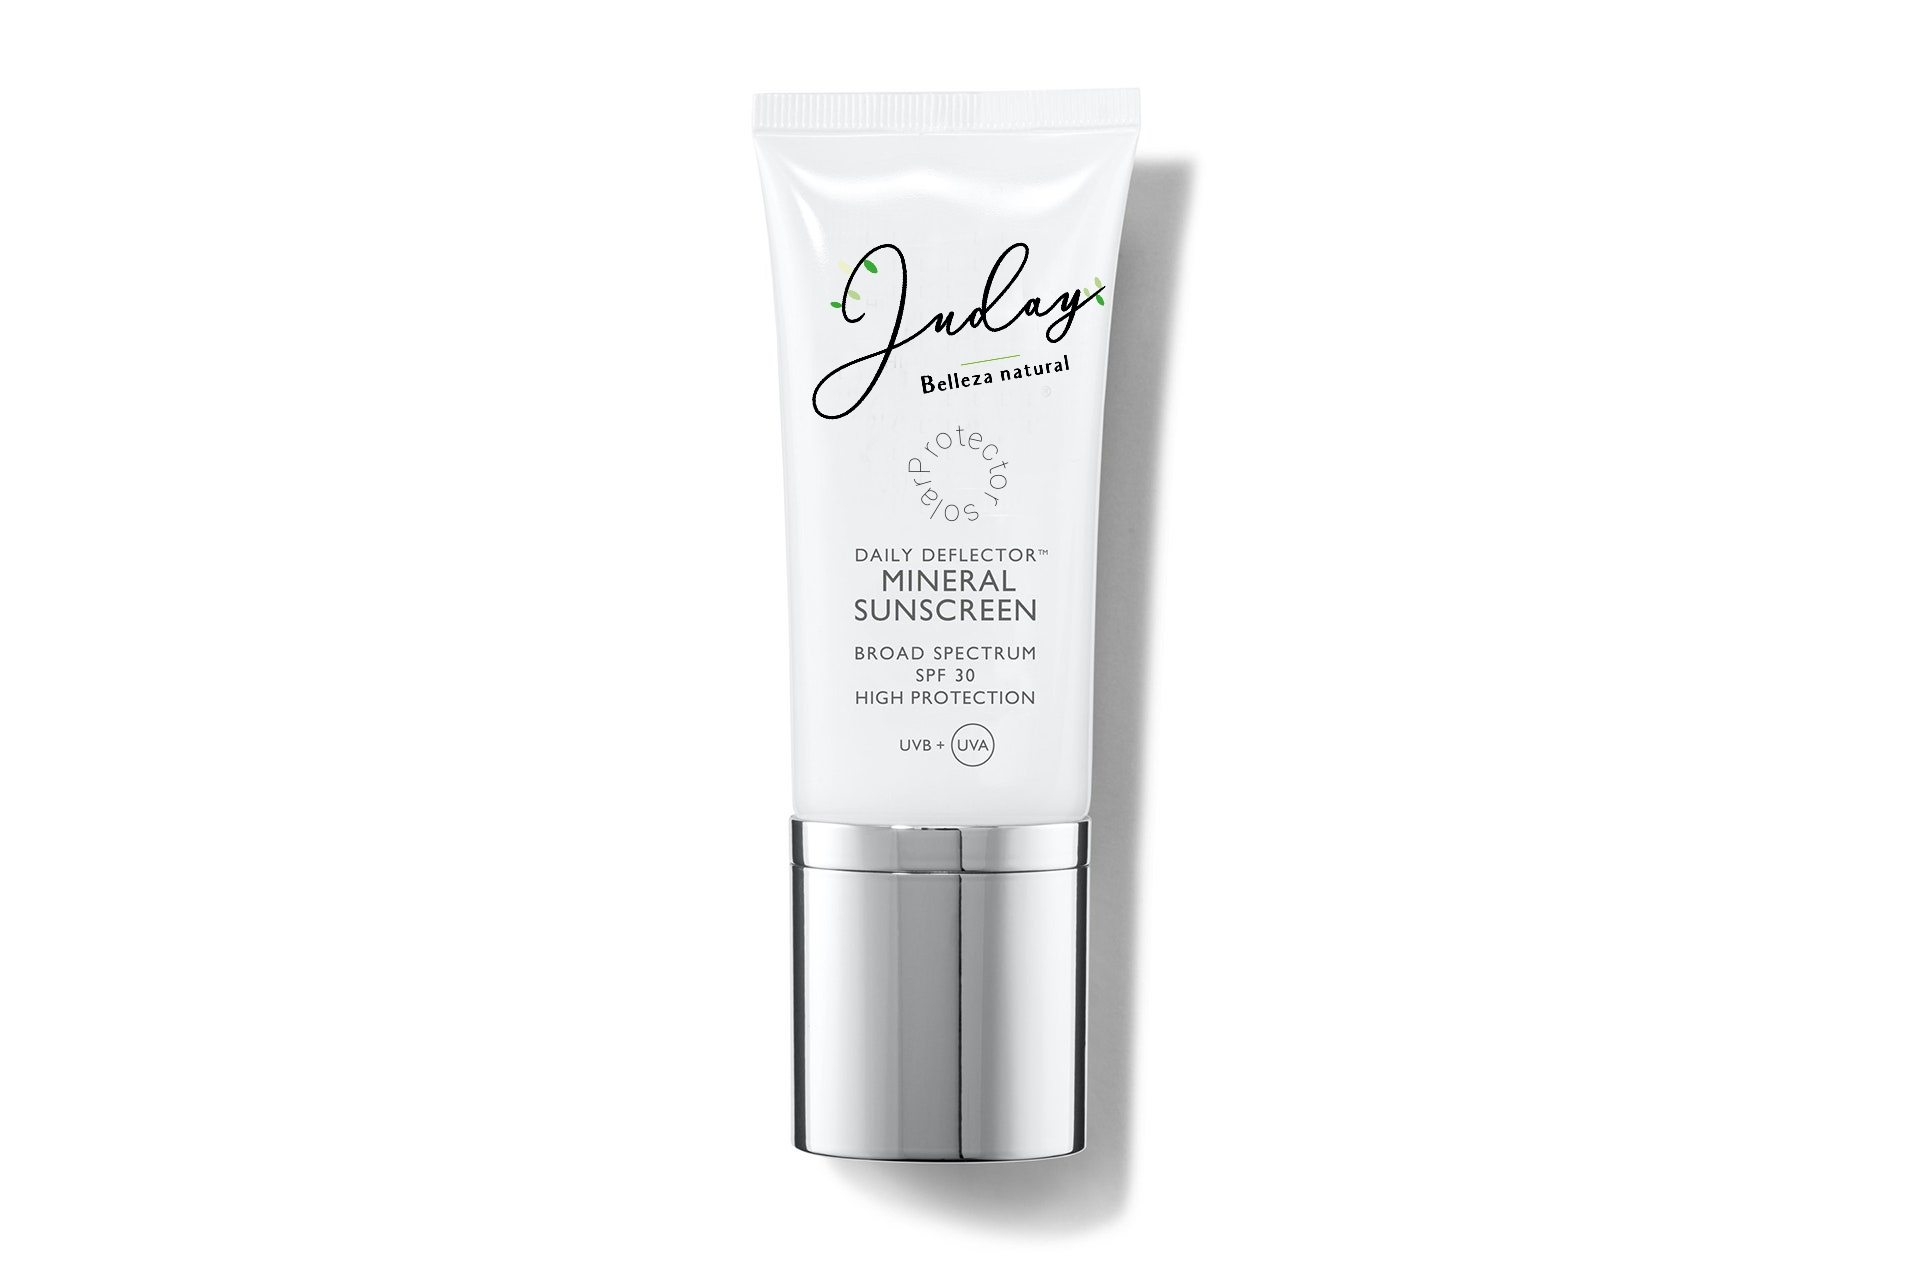 Juday
Belleza natural
®
Protector solar
DAILY DEFLECTOR™
MINERAL
SUNSCREEN
BROAD SPECTRUM
SPF 30
HIGH PROTECTION
UVB + UVA